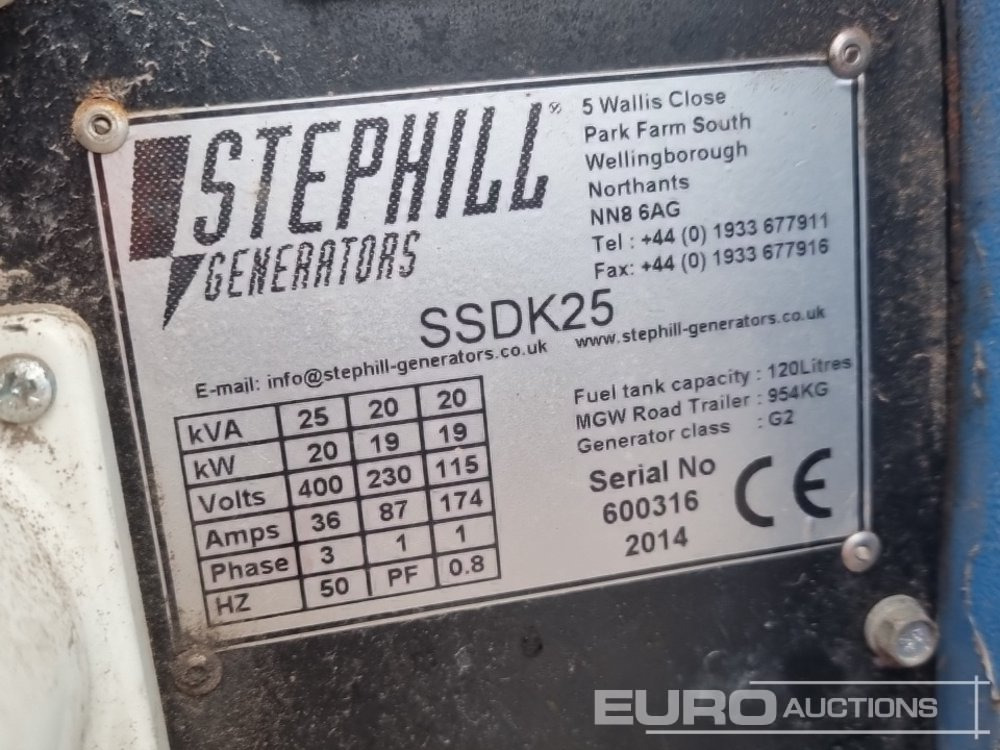 STEPHILL®
GENERATORS
5 Wallis Close
Park Farm South
Wellingborough
Northants
NN8 6AG
Tel : +44 (0) 1933 677911
Fax: +44 (0) 1933 677916
SSDK25
E-mail: info@stephill-generators.co.uk www.stephill-generators.co.uk
kVA 25 20 20
kW 20 19 19
Volts 400 230 115
Amps 36 87 174
Phase 3 1 1
HZ 50 PF 0.8
Fuel tank capacity : 120Litres
MGW Road Trailer : 954KG
Generator class : G2
Serial No
600316
2014
CE
EURO AUCTIONS